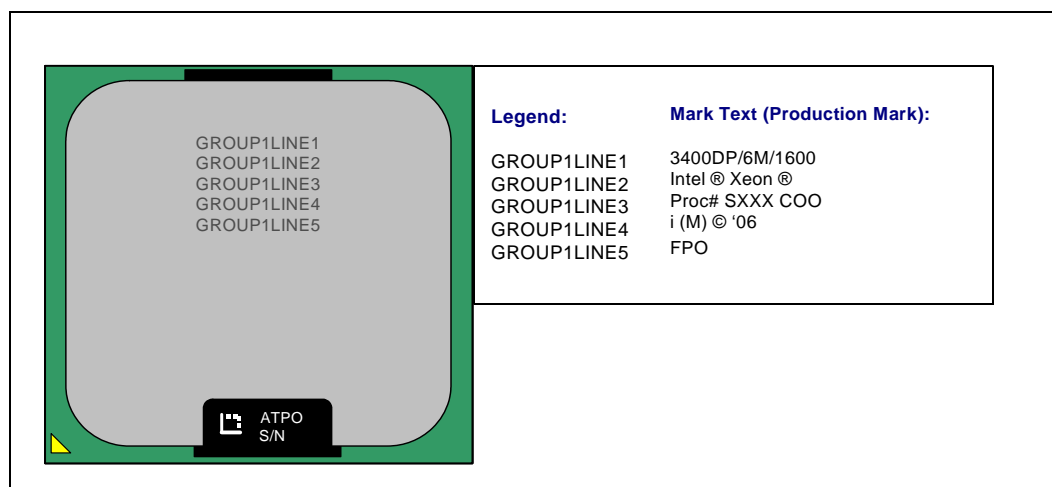 GROUP1LINE1
GROUP1LINE2
GROUP1LINE3
GROUP1LINE4
GROUP1LINE5
ATPO
S/N
Legend: Mark Text (Production Mark):
GROUP1LINE1 3400DP/6M/1600
GROUP1LINE2 Intel ® Xeon ®
GROUP1LINE3 Proc# SXXX COO
GROUP1LINE4 i (M) © ‘06
GROUP1LINE5 FPO